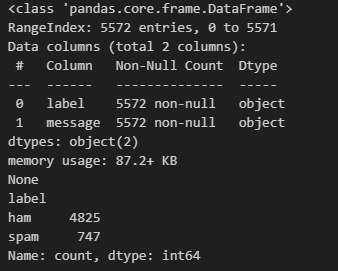 <class 'pandas.core.frame.DataFrame'>
RangeIndex: 5572 entries, 0 to 5571
Data columns (total 2 columns):
 #   Column   Non-Null Count  Dtype
---  ------   --------------  -----
 0   label    5572 non-null   object
 1   message  5572 non-null   object
dtypes: object(2)
memory usage: 87.2+ KB
None
label
ham     4825
spam     747
Name: count, dtype: int64